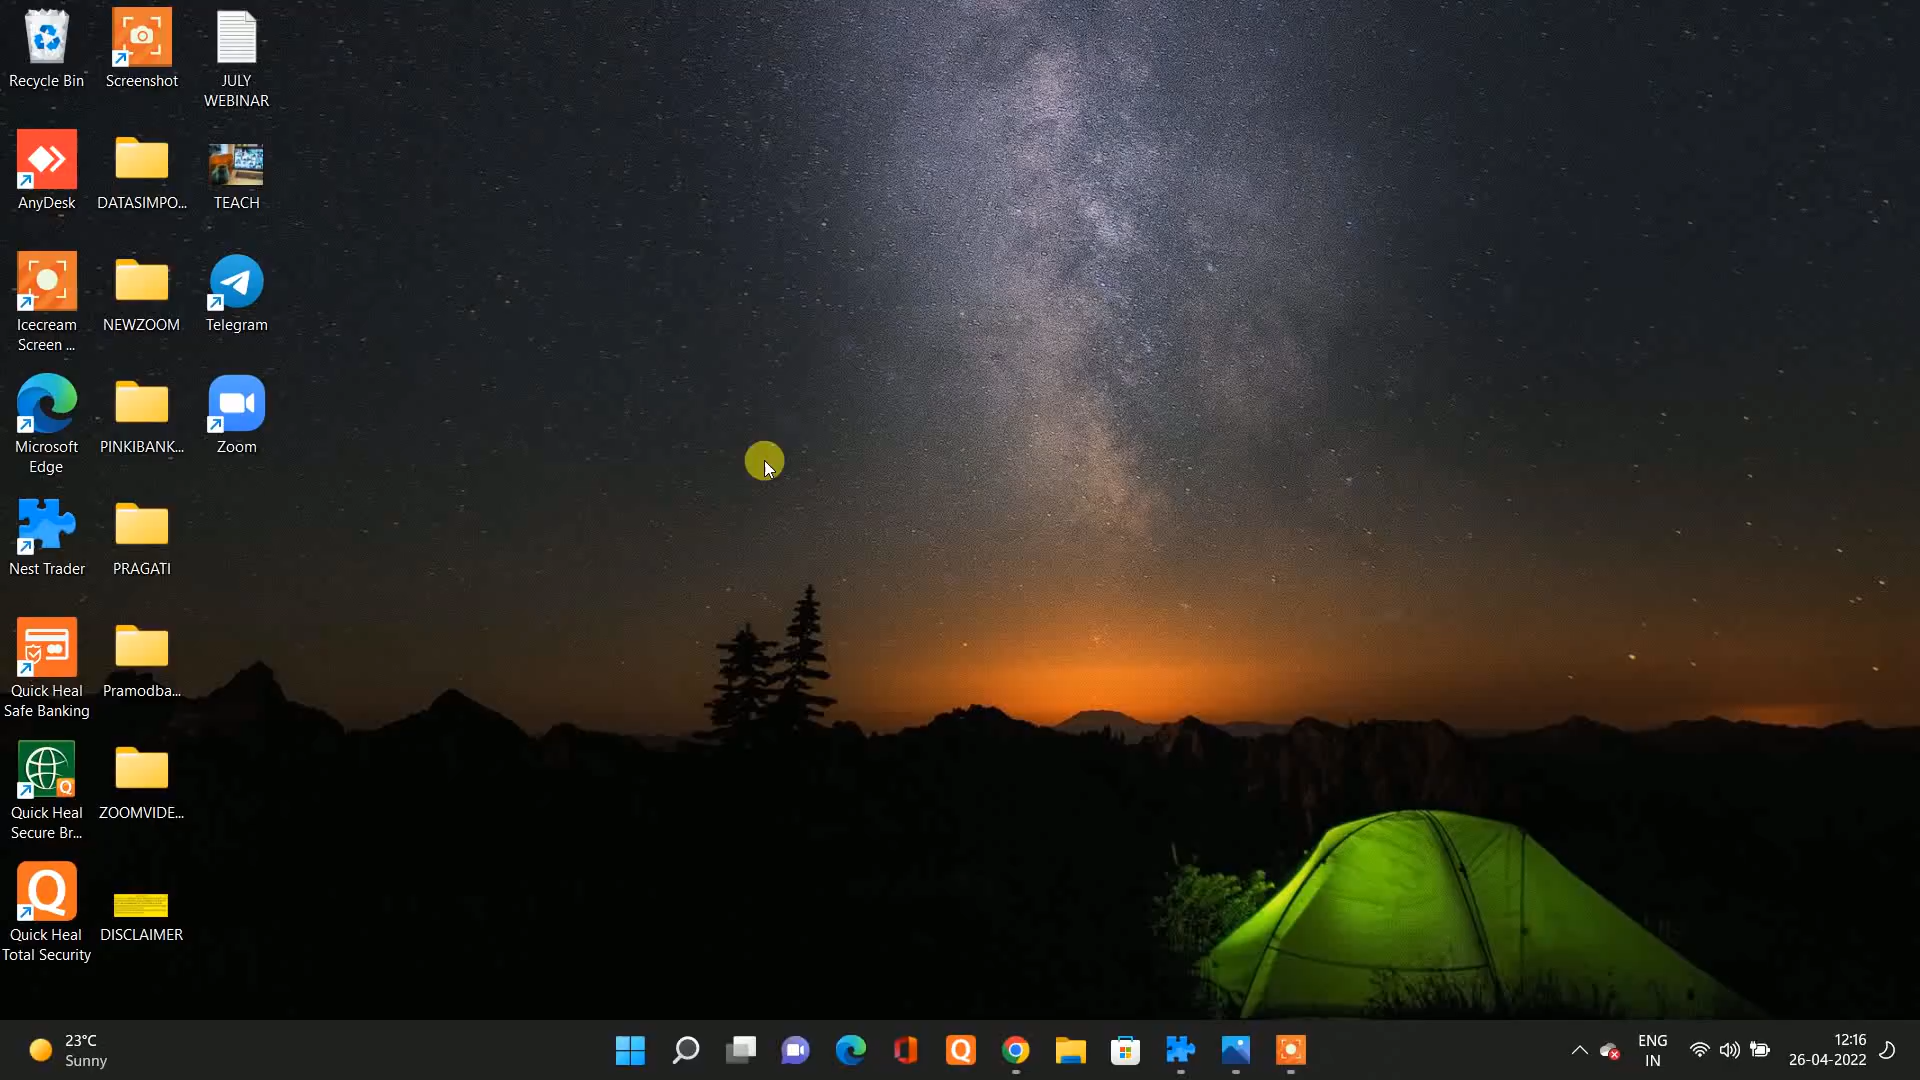 Recycle Bin
Screenshot
JULY
WEBINAR
AnyDesk
DATASIMPO...
TEACH
Icecream
Screen ...
NEWZOOM
Telegram
Microsoft
Edge
PINKIBANK...
Zoom
Nest Trader
PRAGATI
Quick Heal
Safe Banking
Pramodba...
Quick Heal
Secure Br...
ZOOMVIDE...
Quick Heal
Total Security
DISCLAIMER
23°C
Sunny
ENG
IN
12:16
26-04-2022